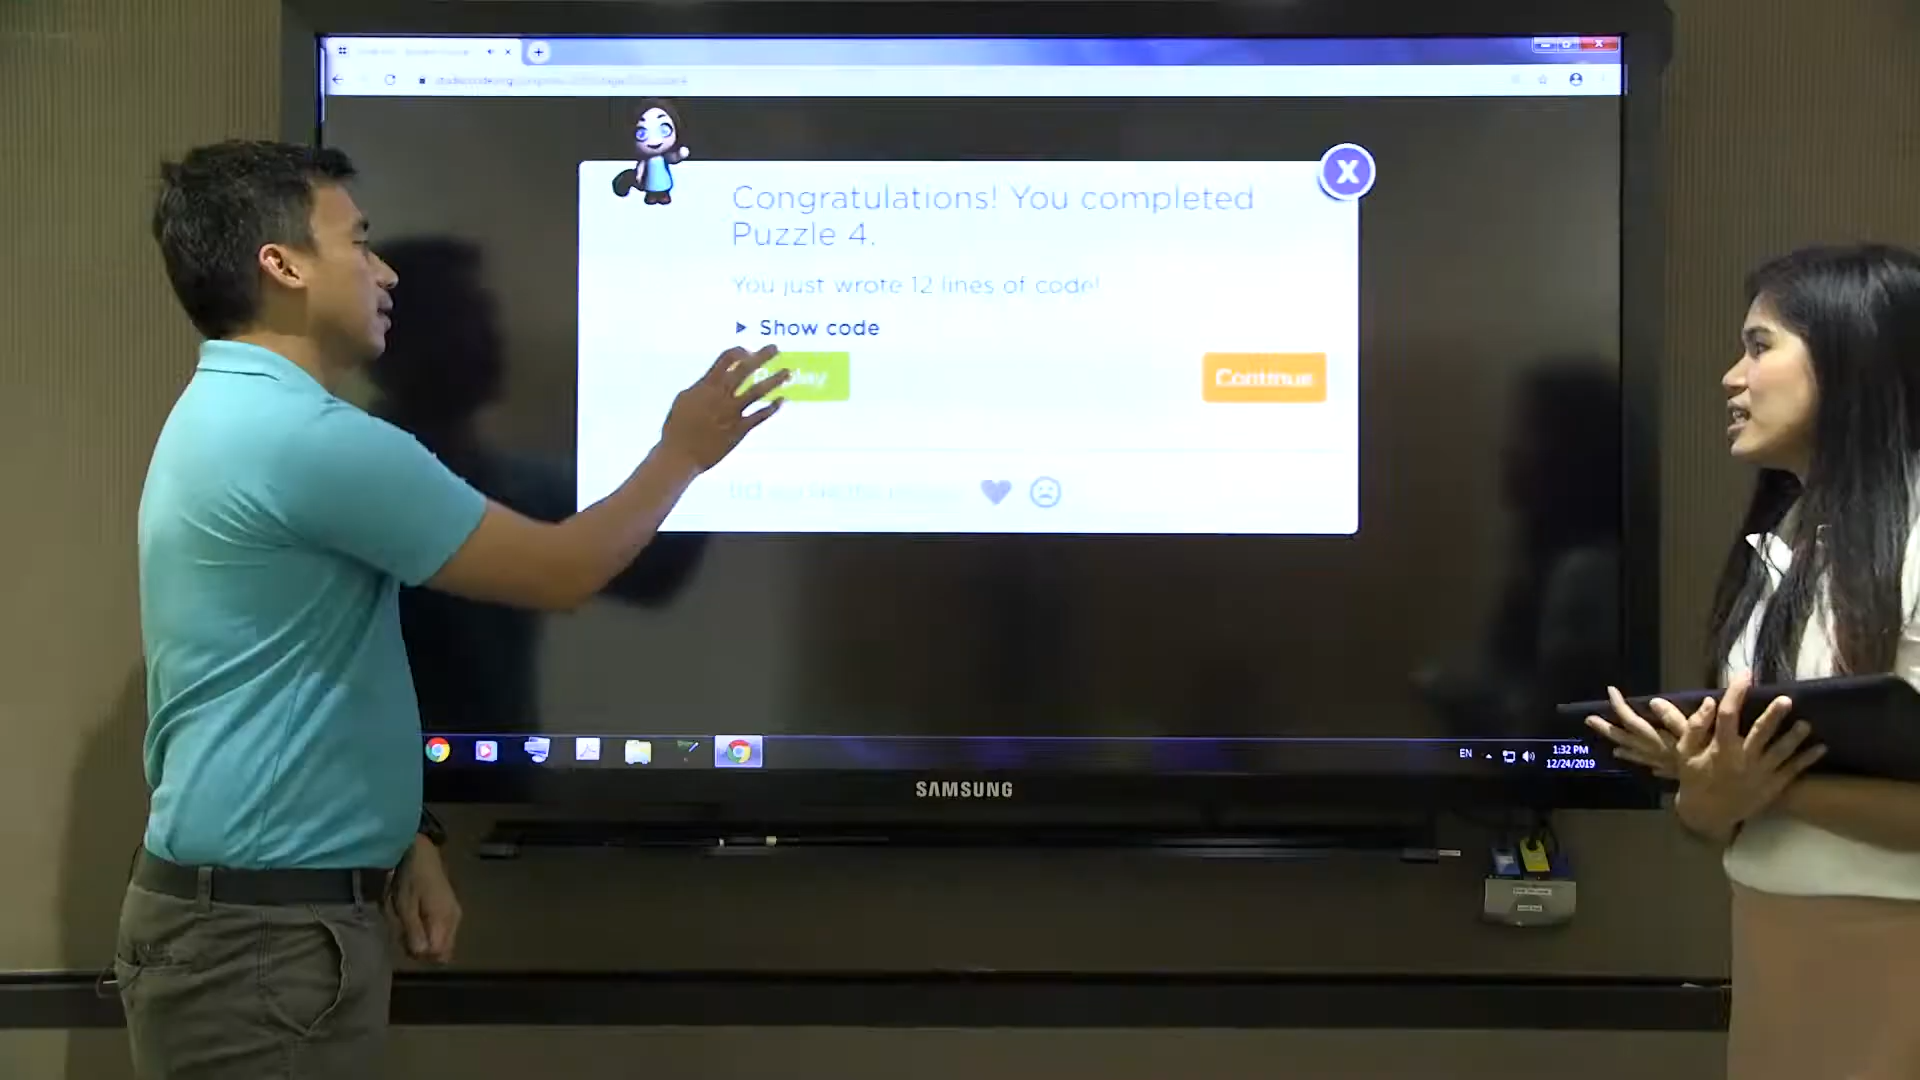 X
Congratulations! You completed
Puzzle 4.
You just wrote 12 lines of code!
Show code
Replay
Continue
EN
1:32 PM
12/24/2019
SAMSUNG